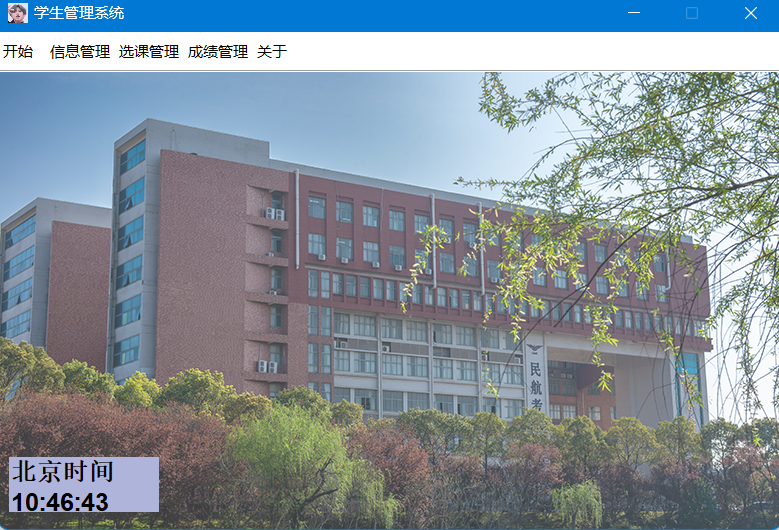 学生管理系统
开始 信息管理 选课管理 成绩管理 关于
民航
北京时间
10:46:43